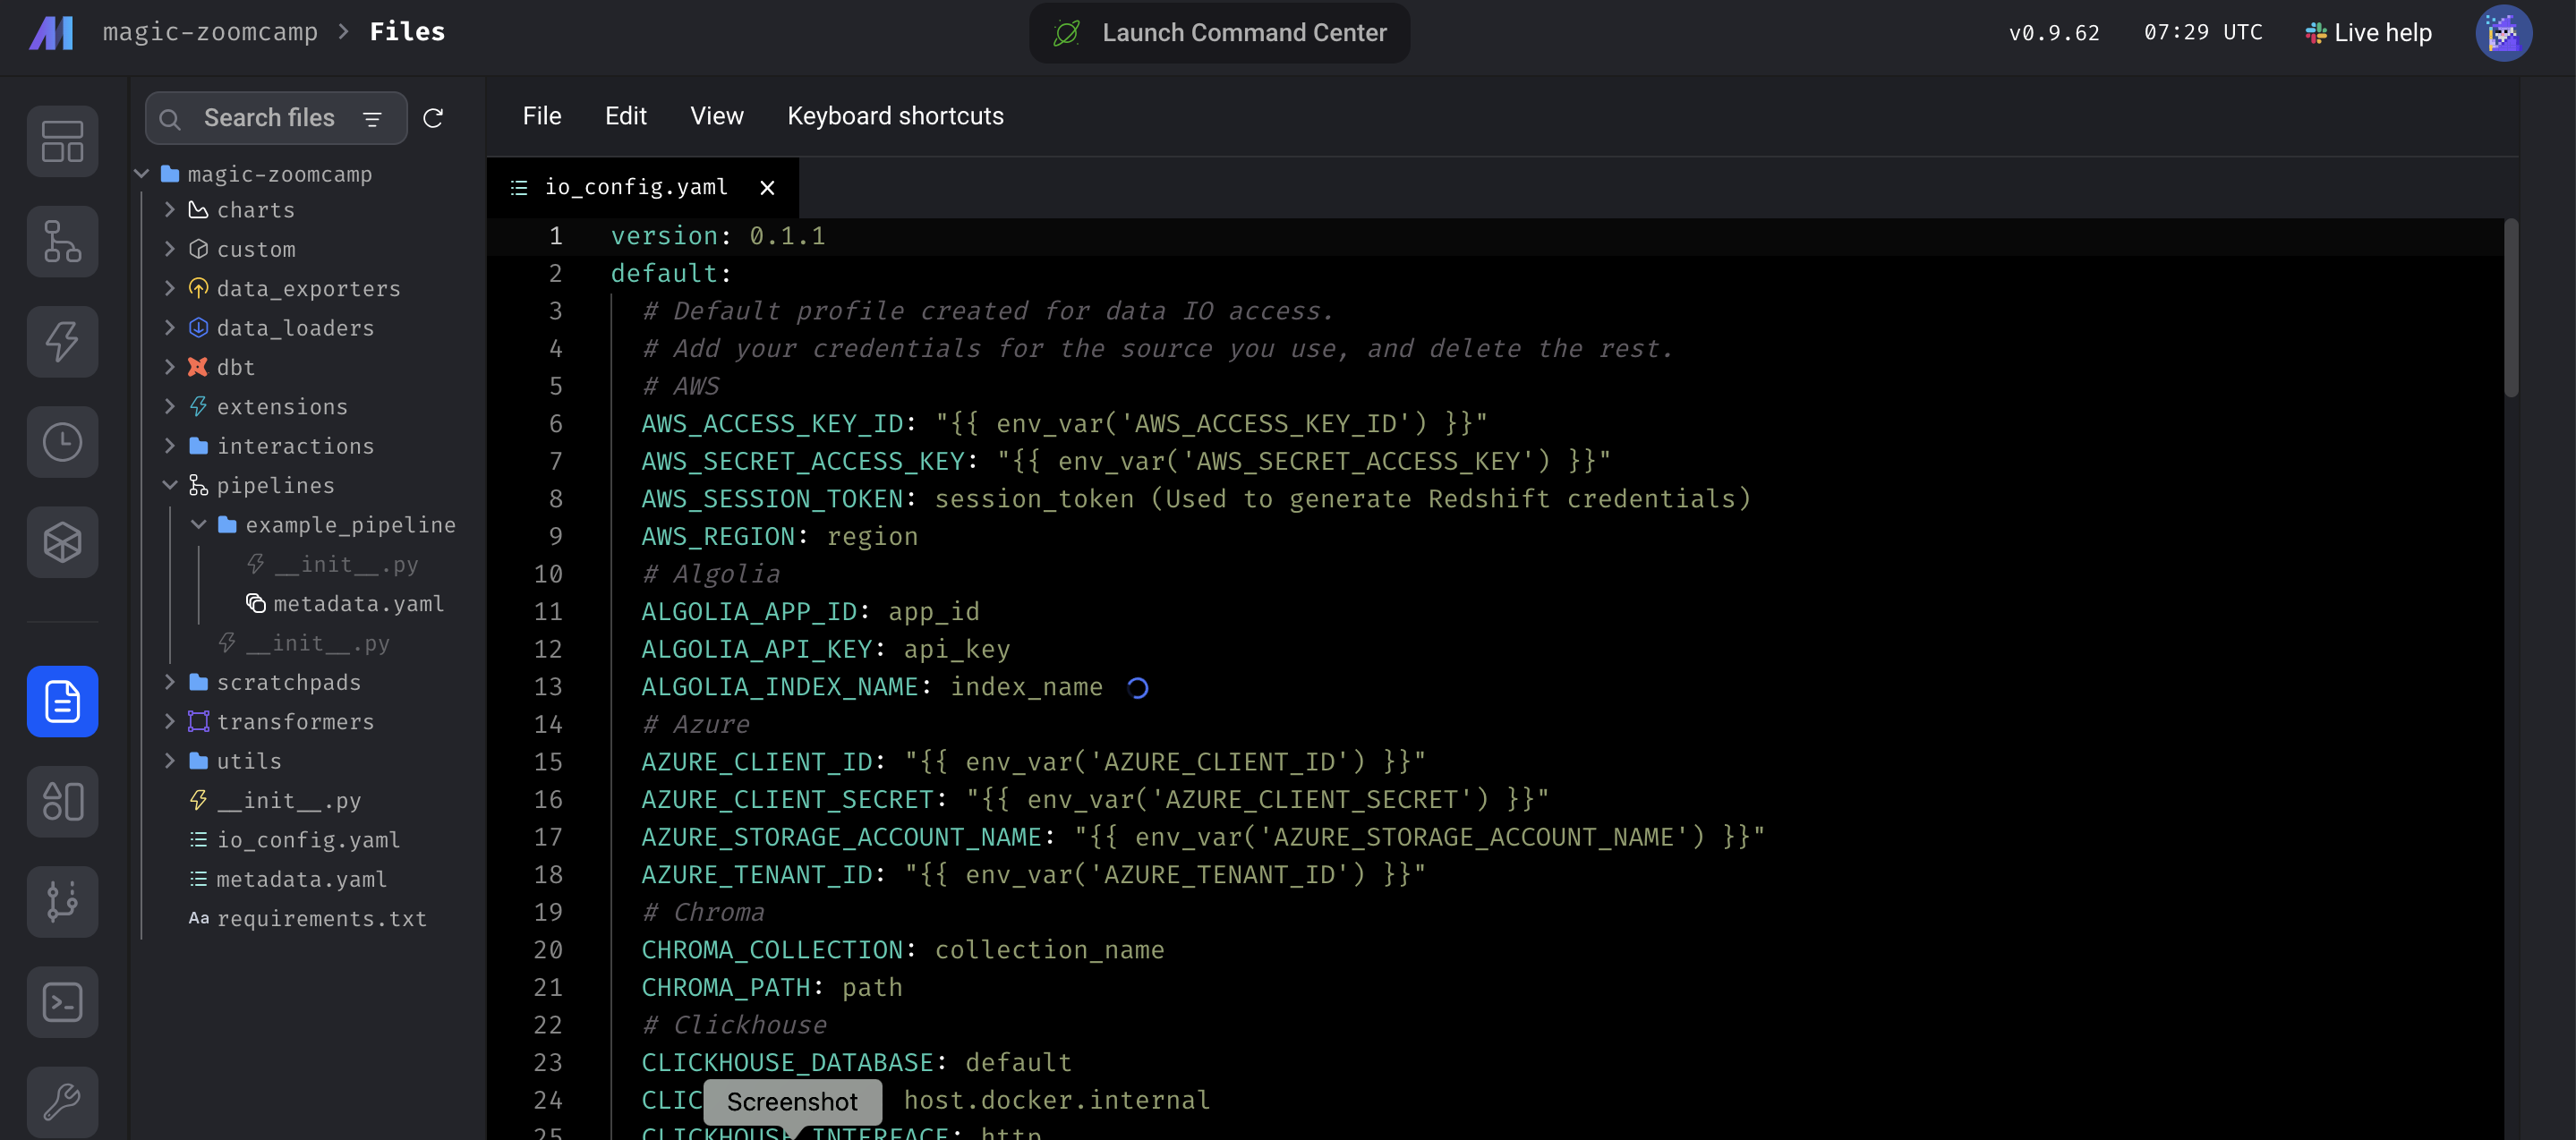 magic-zoomcamp > Files
Launch Command Center
v0.9.62
07:29 UTC
Live help
Search files
magic-zoomcamp
charts
custom
data_exporters
data_loaders
dbt
extensions
interactions
pipelines
example_pipeline
__init__.py
metadata.yaml
__init__.py
scratchpads
transformers
utils
__init__.py
io_config.yaml
metadata.yaml
Aa requirements.txt
File Edit View Keyboard shortcuts
io_config.yaml
1 version: 0.1.1
2 default:
3 # Default profile created for data IO access.
4 # Add your credentials for the source you use, and delete the rest.
5 # AWS
6 AWS_ACCESS_KEY_ID: "{{ env_var('AWS_ACCESS_KEY_ID') }}"
7 AWS_SECRET_ACCESS_KEY: "{{ env_var('AWS_SECRET_ACCESS_KEY') }}"
8 AWS_SESSION_TOKEN: session_token (Used to generate Redshift credentials)
9 AWS_REGION: region
10 # Algolia
11 ALGOLIA_APP_ID: app_id
12 ALGOLIA_API_KEY: api_key
13 ALGOLIA_INDEX_NAME: index_name
14 # Azure
15 AZURE_CLIENT_ID: "{{ env_var('AZURE_CLIENT_ID') }}"
16 AZURE_CLIENT_SECRET: "{{ env_var('AZURE_CLIENT_SECRET') }}"
17 AZURE_STORAGE_ACCOUNT_NAME: "{{ env_var('AZURE_STORAGE_ACCOUNT_NAME') }}"
18 AZURE_TENANT_ID: "{{ env_var('AZURE_TENANT_ID') }}"
19 # Chroma
20 CHROMA_COLLECTION: collection_name
21 CHROMA_PATH: path
22 # Clickhouse
23 CLICKHOUSE_DATABASE: default
24 CLIC host.docker.internal
Screenshot
25 CLICKHOUSE_INTERFACE: http